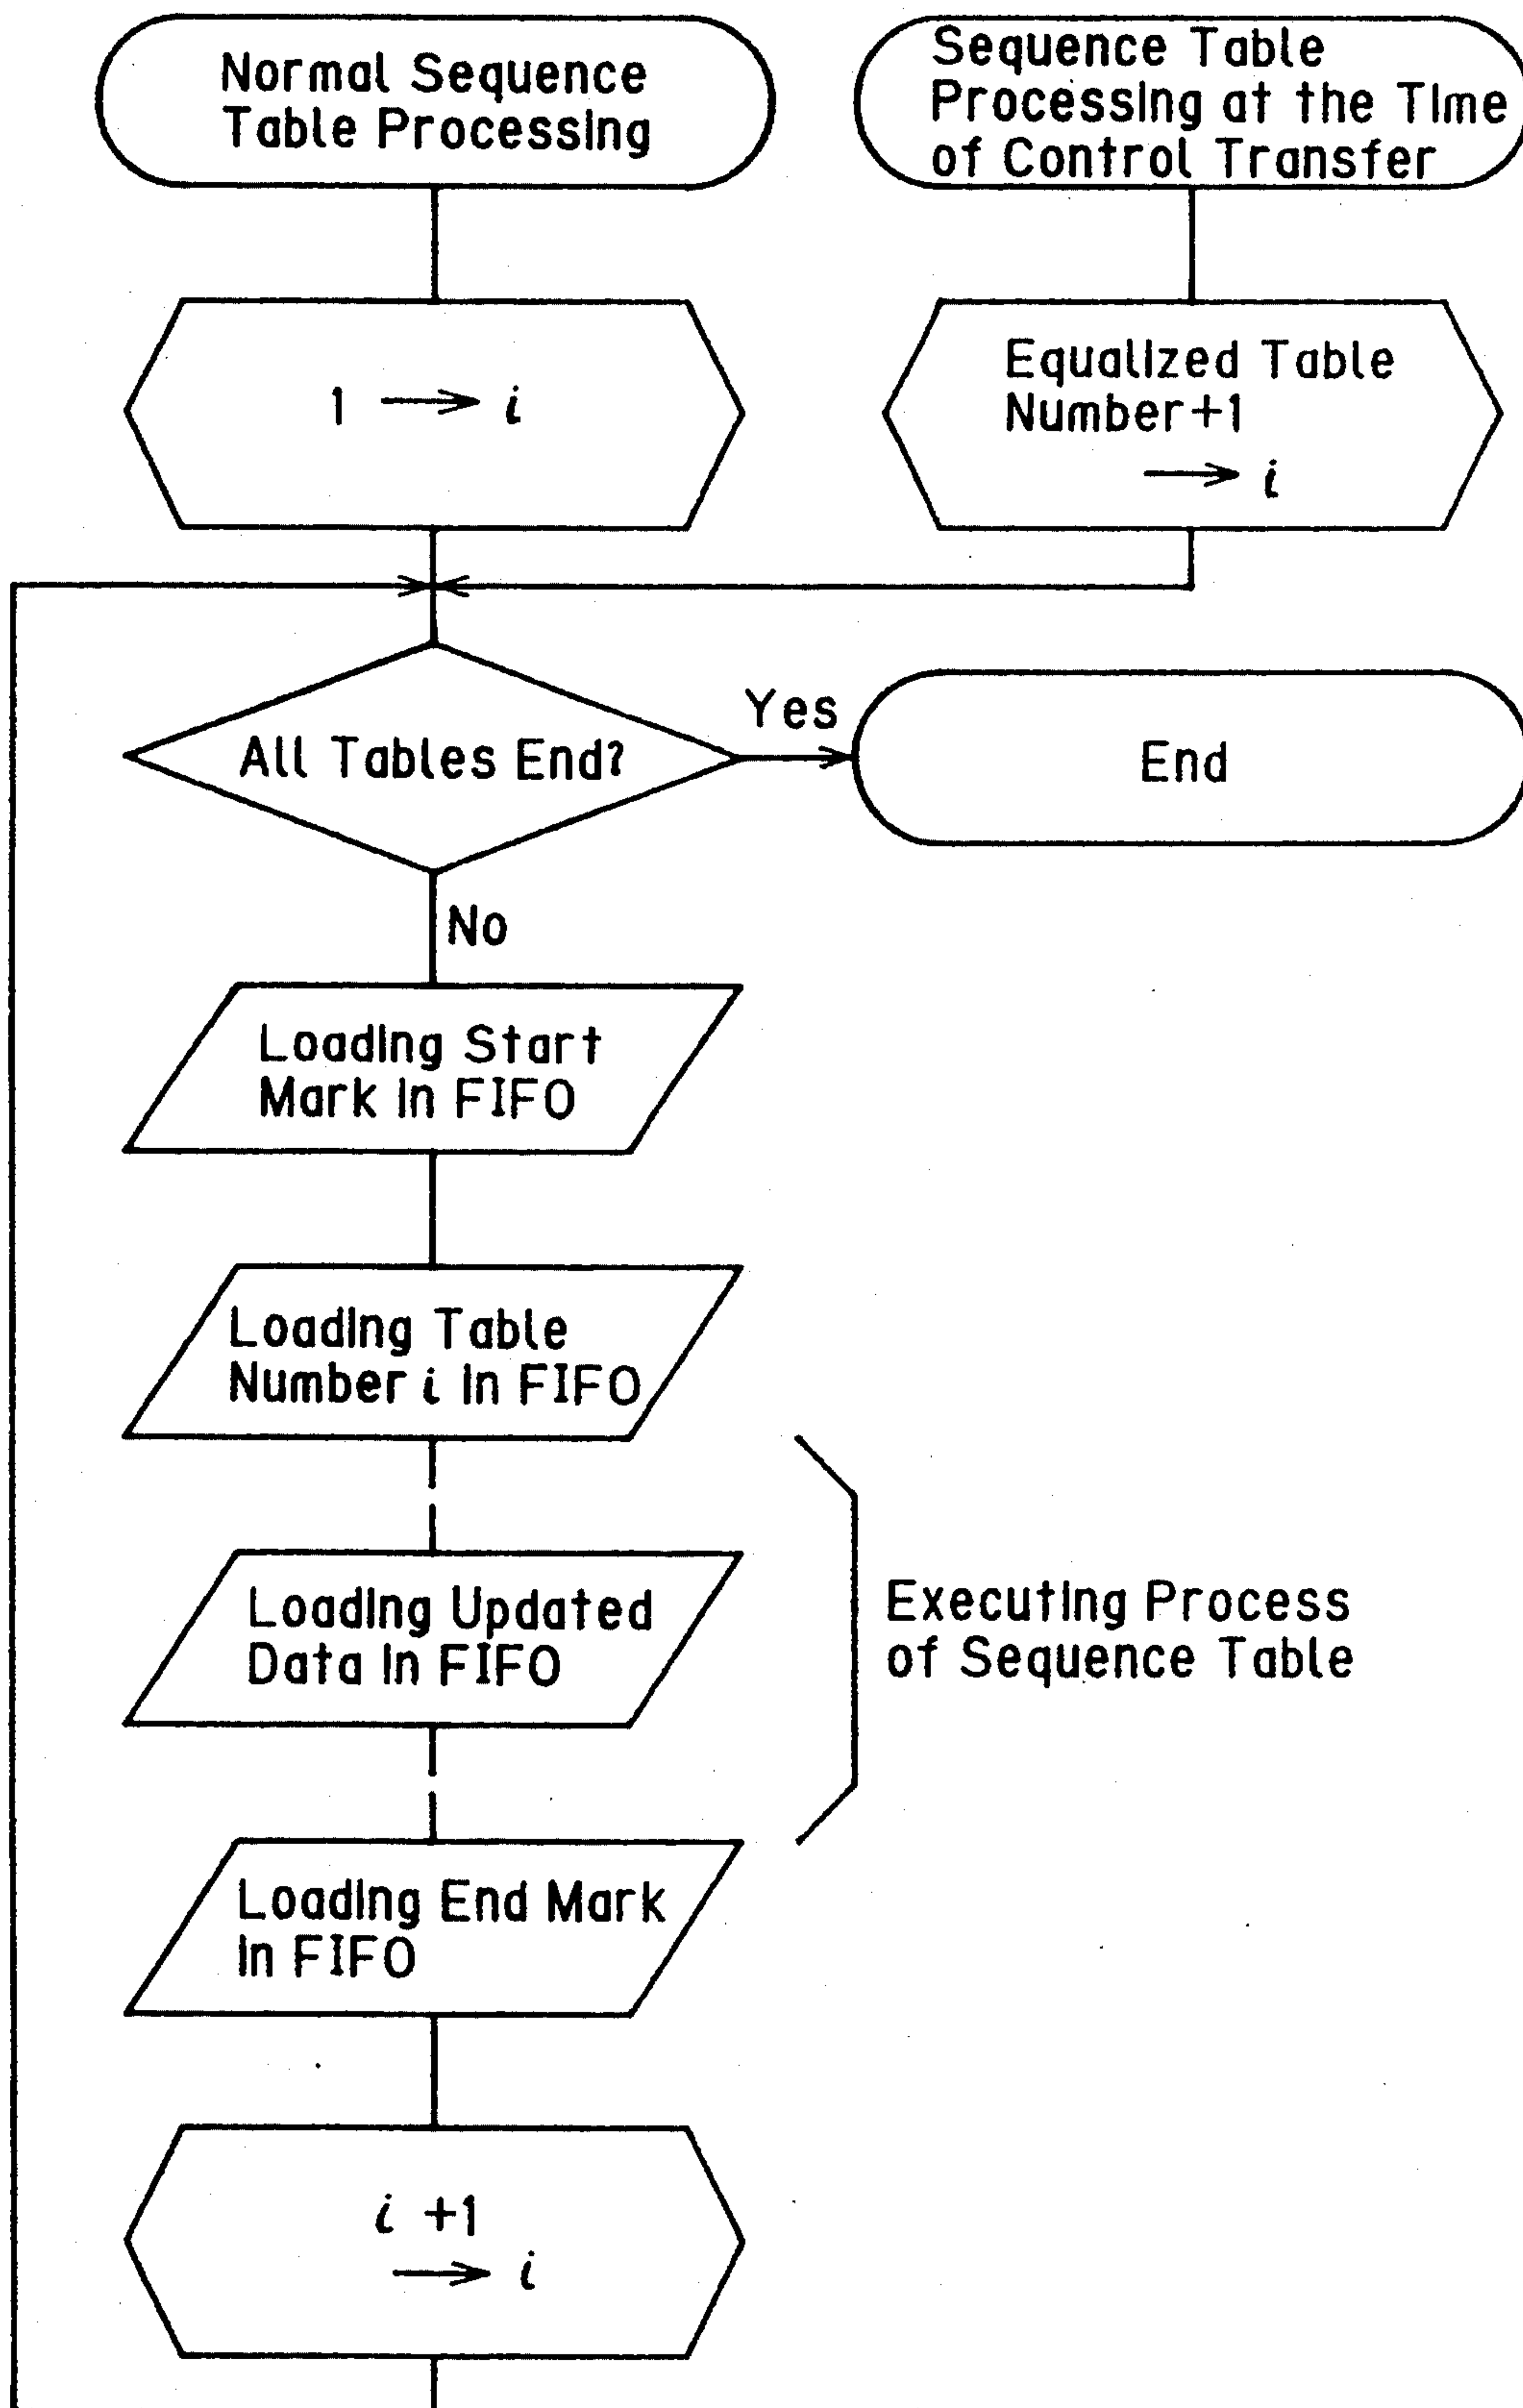 Normal Sequence
Table Processing
Sequence Table
Processing at the Time
of Control Transfer
1 → i
Equalized Table
Number+1
→ i
All Tables End?
Yes
End
No
Loading Start
Mark in FIFO
Loading Table
Number i in FIFO
Loading Updated
Data in FIFO
Executing Process
of Sequence Table
Loading End Mark
in FIFO
i +1
→ i